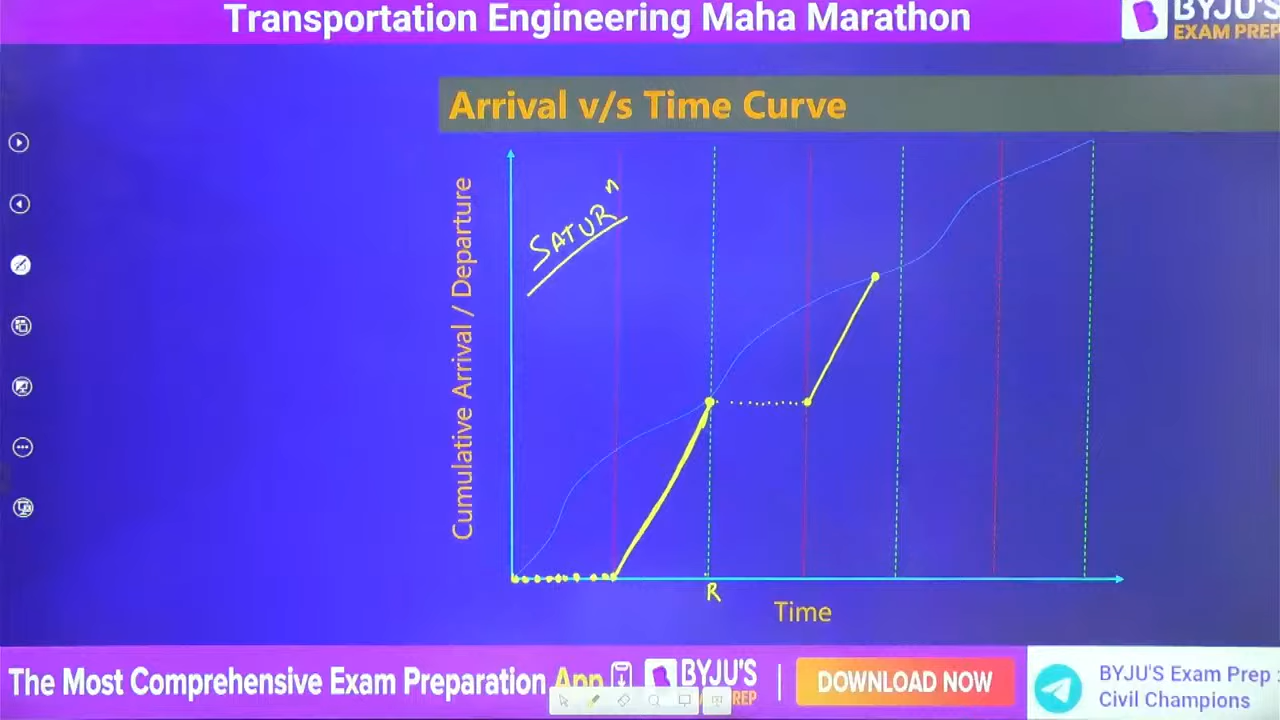 Transportation Engineering Maha Marathon
BYJU'S
EXAM PREP
Arrival v/s Time Curve
SATURⁿ
Cumulative Arrival / Departure
R
Time
The Most Comprehensive Exam Preparation App
BYJU'S
DOWNLOAD NOW
BYJU'S Exam Prep :
Civil Champions